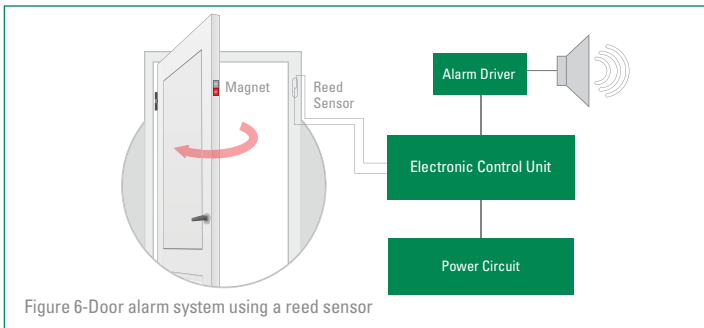 Alarm Driver
Magnet
Reed
Sensor
Electronic Control Unit
Power Circuit
Figure 6-Door alarm system using a reed sensor